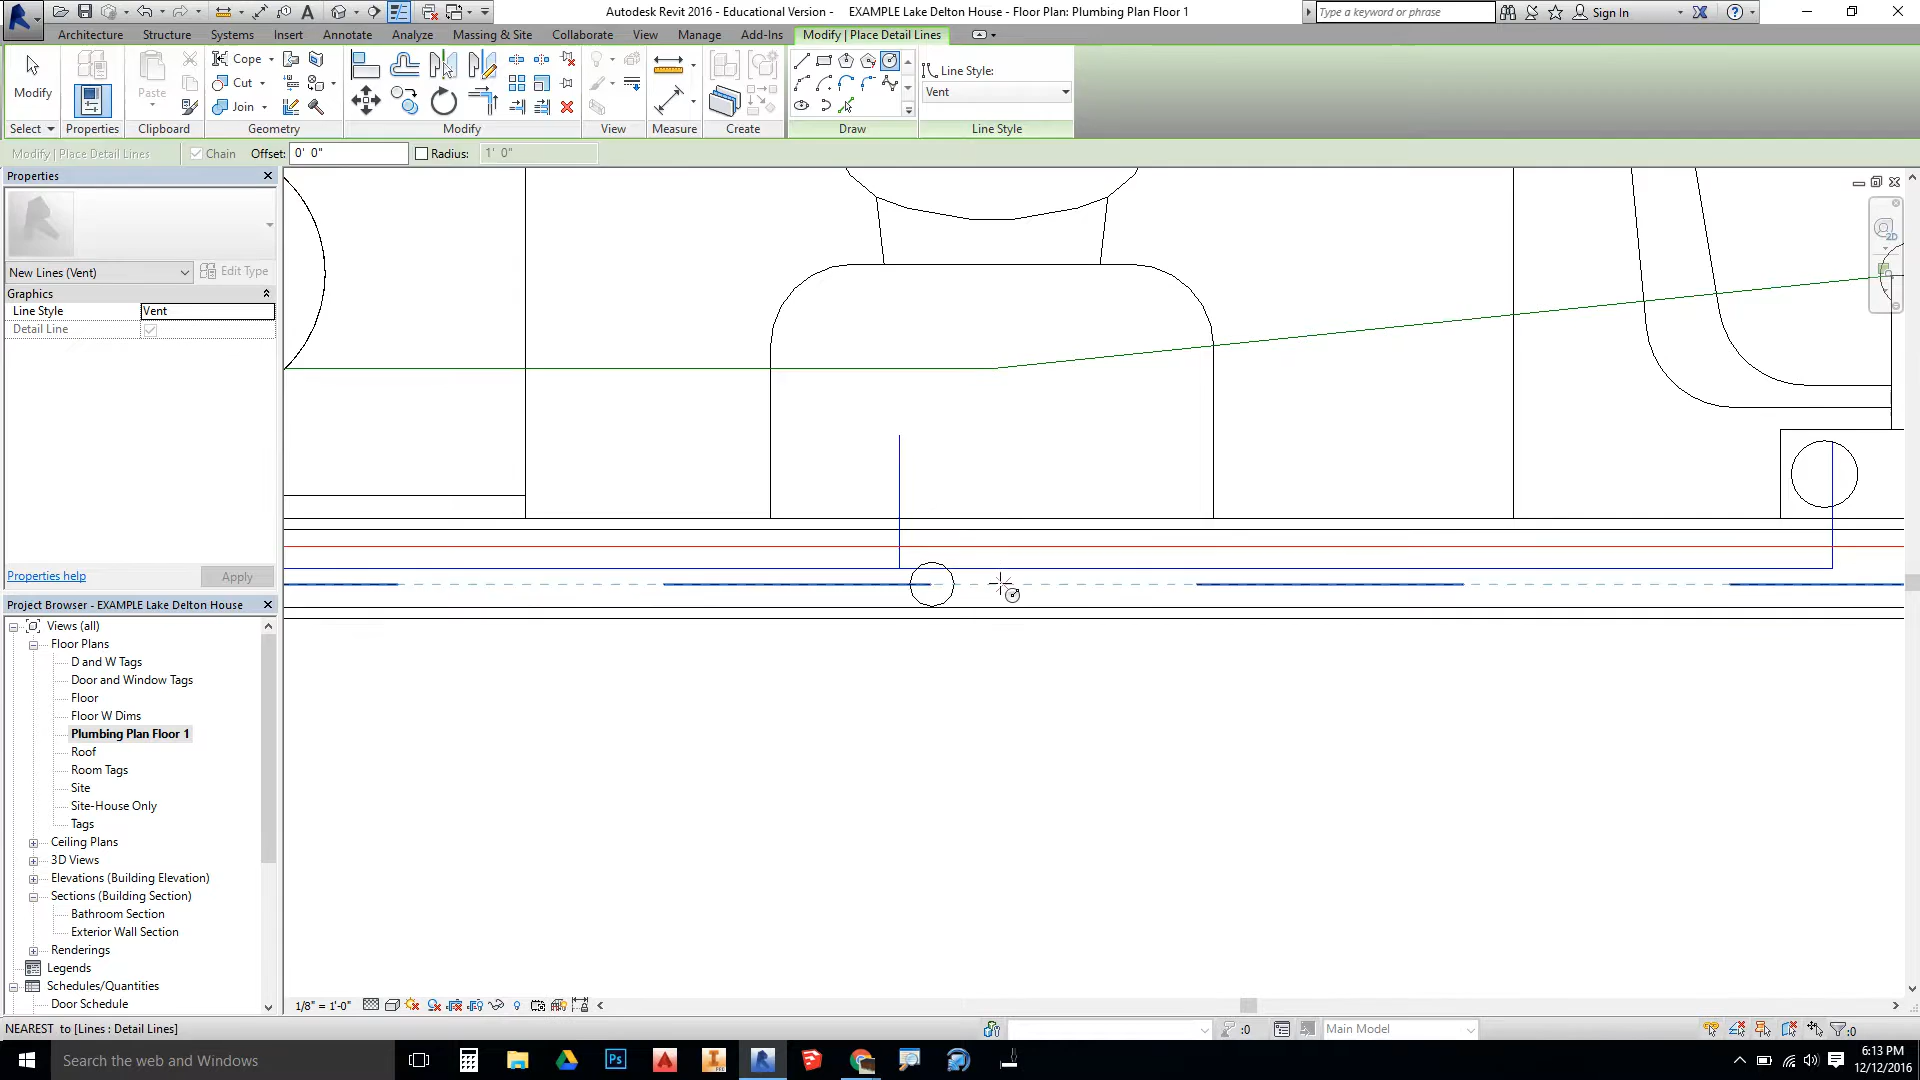 Autodesk Revit 2016 - Educational Version -     EXAMPLE Lake Delton House - Floor Plan: Plumbing Plan Floor 1
Type a keyword or phrase
Sign In
Architecture Structure Systems Insert Annotate Analyze Massing & Site Collaborate View Manage Add-Ins Modify | Place Detail Lines
Modify
Paste
Cope
Cut
Join
Line Style:
Vent
Select Properties Clipboard Geometry Modify View Measure Create Draw Line Style
Modify | Place Detail Lines Chain Offset: 0' 0" Radius: 1' 0"
Properties
New Lines (Vent) Edit Type
Graphics
Line Style Vent
Detail Line
Properties help Apply
2D
Project Browser - EXAMPLE Lake Delton House
Views (all)
Floor Plans
D and W Tags
Door and Window Tags
Floor
Floor W Dims
Plumbing Plan Floor 1
Roof
Room Tags
Site
Site-House Only
Tags
Ceiling Plans
3D Views
Elevations (Building Elevation)
Sections (Building Section)
Bathroom Section
Exterior Wall Section
Renderings
Legends
Schedules/Quantities
Door Schedule
1/8" = 1'-0"
NEAREST to [Lines : Detail Lines]
:0
Main Model
:0
Search the web and Windows
Ps
6:13 PM
12/12/2016